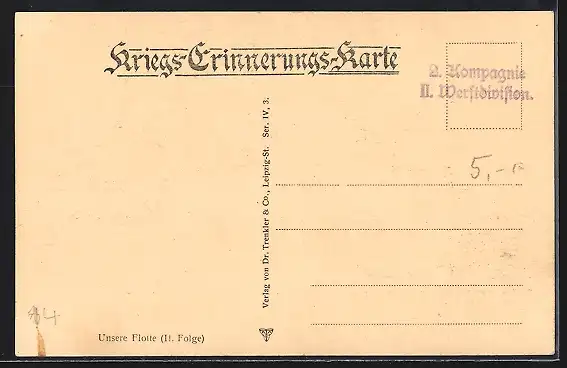 Kriegs-Erinnerungs-Karte
2. Kompagnie
II. Werftdivision.
5,-
Verlag von Dr. Trenkler & Co., Leipzig-St. Ser. IV, 3.
Unsere Flotte (II. Folge)